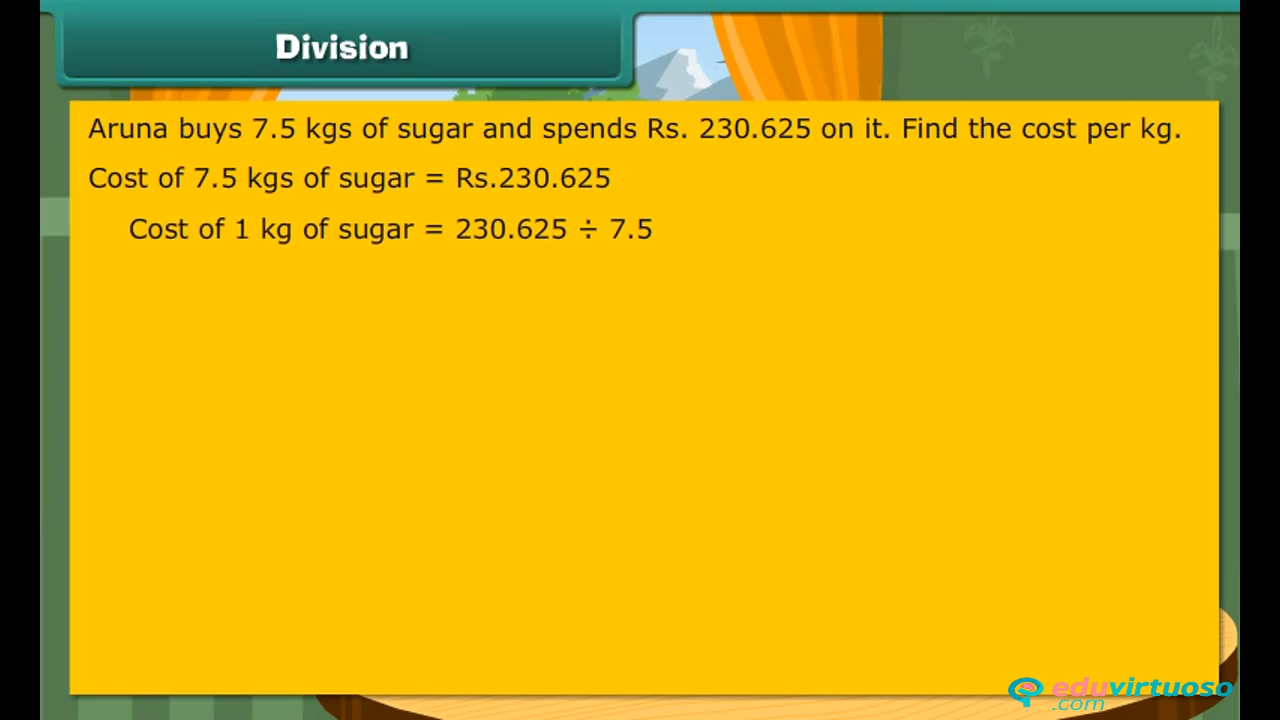 Division
Aruna buys 7.5 kgs of sugar and spends Rs. 230.625 on it. Find the cost per kg.
Cost of 7.5 kgs of sugar = Rs.230.625
Cost of 1 kg of sugar = 230.625 ÷ 7.5
eduvirtuoso
.com